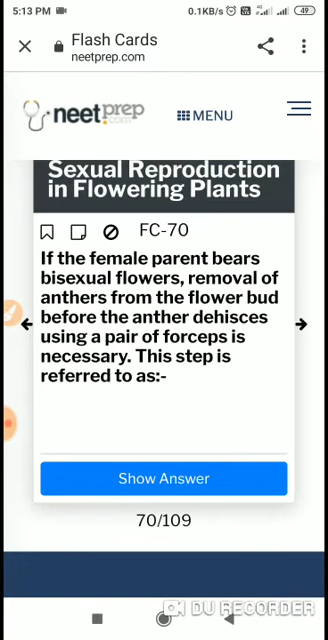 5:13 PM
0.1KB/s
49
Flash Cards
neetprep.com
neetprep
.com
MENU
Sexual Reproduction
in Flowering Plants
FC-70
If the female parent bears
bisexual flowers, removal of
anthers from the flower bud
before the anther dehisces
using a pair of forceps is
necessary. This step is
referred to as:-
Show Answer
70/109
DU RECORDER